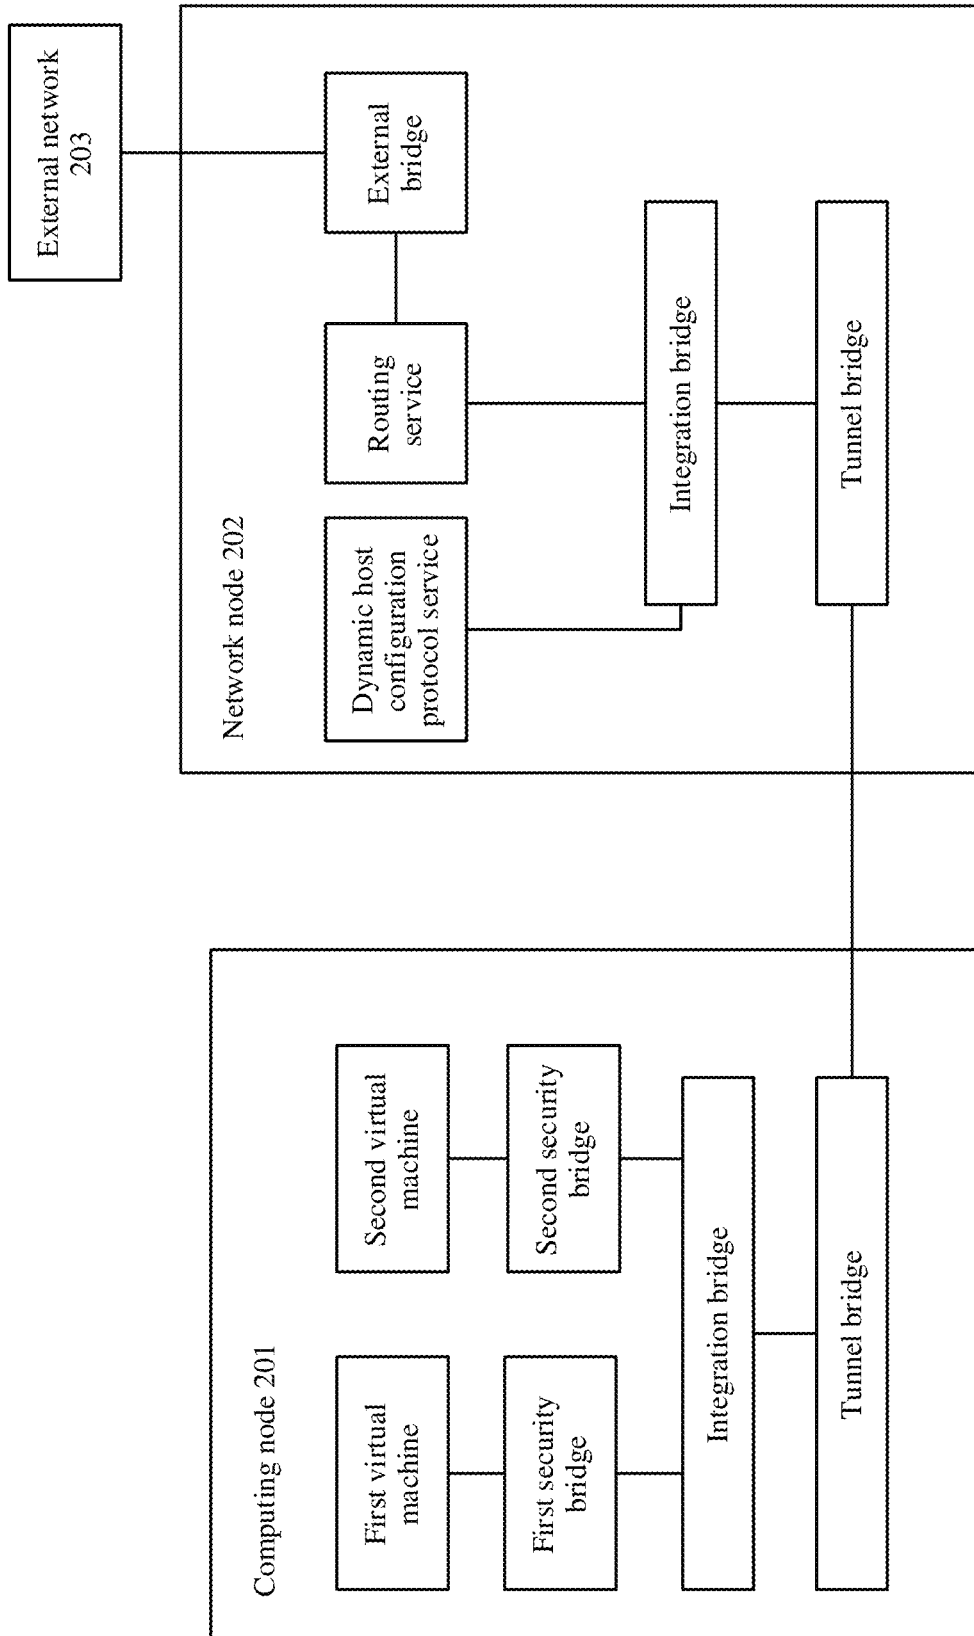 Computing node 201
First virtual
machine
Second virtual
machine
First security
bridge
Second security
bridge
Integration bridge
Tunnel bridge
Network node 202
Dynamic host
configuration
protocol service
Routing
service
External
bridge
Integration bridge
Tunnel bridge
External network
203